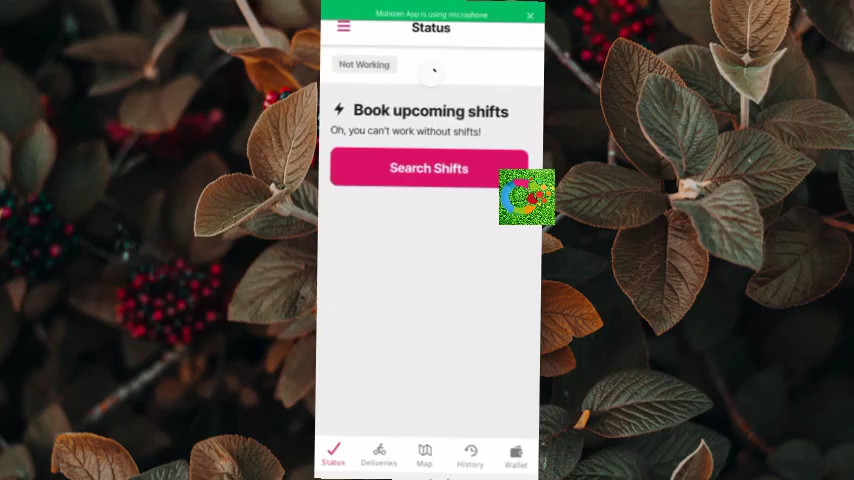 App is using microphone
Status
Not Working
Book upcoming shifts
Oh, you can't work without shifts!
Search Shifts
Status
Deliveries
Map
History
Wallet